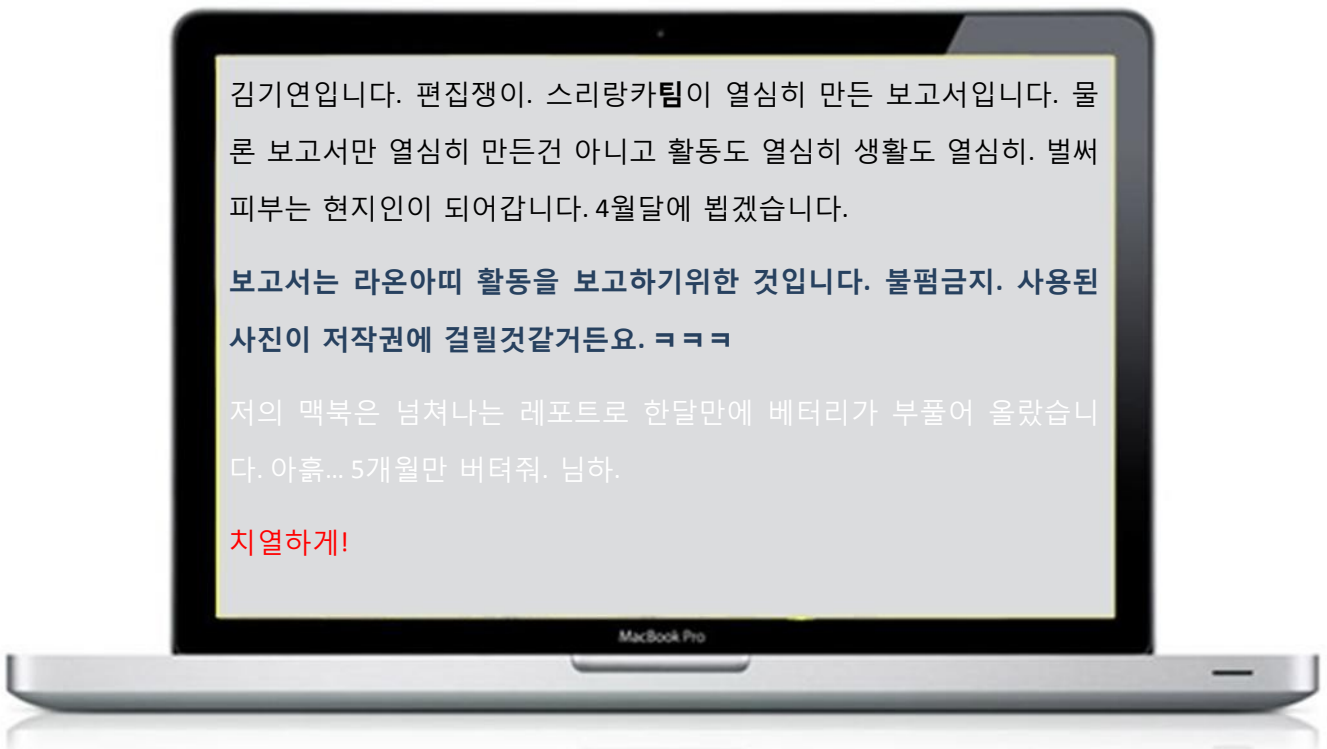 김기연입니다. 편집쟁이. 스리랑카팀이 열심히 만든 보고서입니다. 물
론 보고서만 열심히 만든건 아니고 활동도 열심히 생활도 열심히. 벌써
피부는 현지인이 되어갑니다. 4월달에 뵙겠습니다.
보고서는 라온아띠 활동을 보고하기위한 것입니다. 불펌금지. 사용된
사진이 저작권에 걸릴것같거든요. ㅋㅋㅋ
저의 맥북은 넘쳐나는 레포트로 한달만에 베터리가 부풀어 올랐습니
다. 아흙... 5개월만 버텨줘. 님하.
치열하게!
MacBook Pro